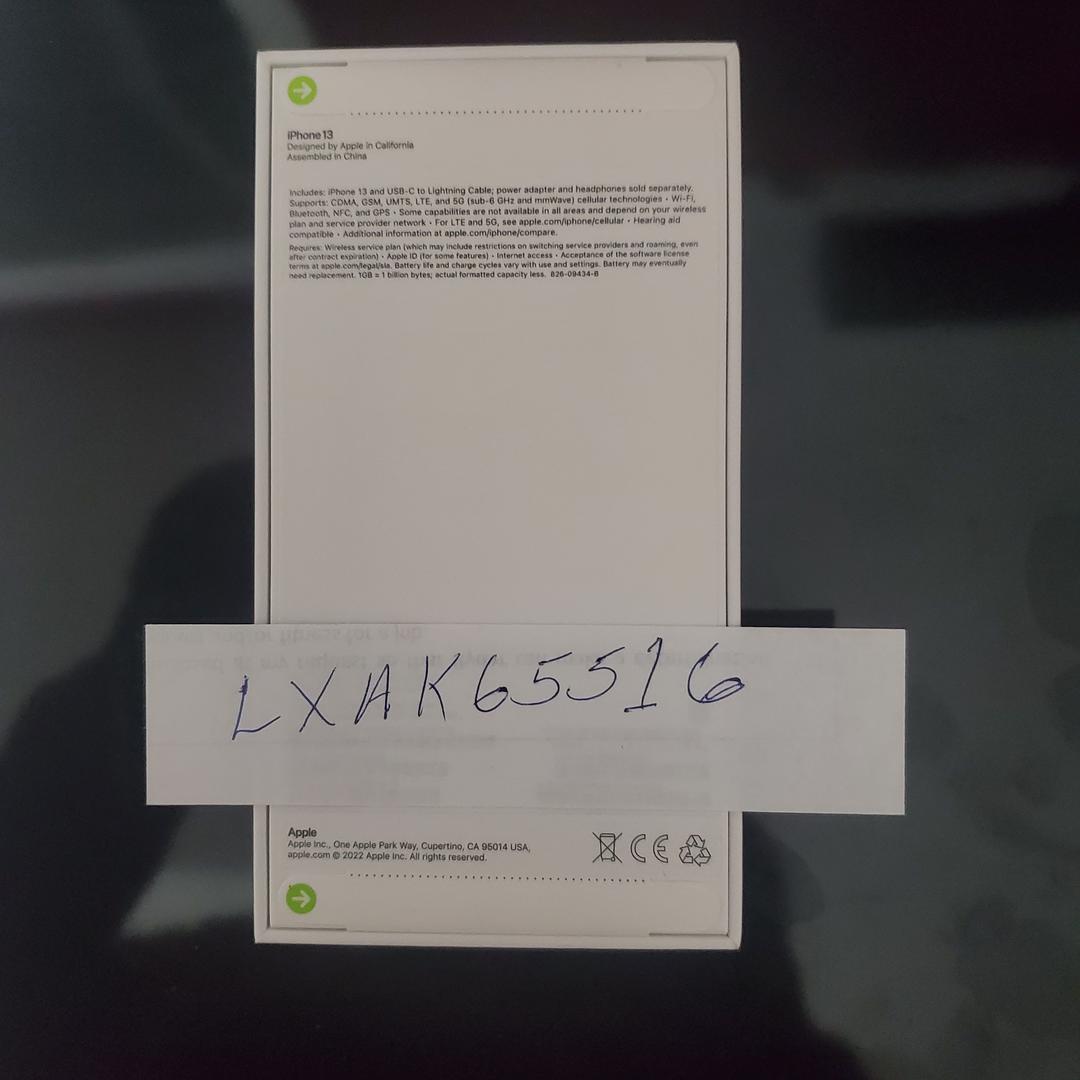 iPhone 13
Designed by Apple in California
Assembled in China
Includes: iPhone 13 and USB-C to Lightning Cable; power adapter and headphones sold separately.
Supports: CDMA, GSM, UMTS, LTE, and 5G (sub-6 GHz and mmWave) cellular technologies • Wi-Fi,
Bluetooth, NFC, and GPS • Some capabilities are not available in all areas and depend on your wireless
plan and service provider network • For LTE and 5G, see apple.com/iphone/cellular • Hearing aid
compatible • Additional information at apple.com/iphone/compare.
Requires: Wireless service plan (which may include restrictions on switching service providers and roaming, even
after contract expiration) • Apple ID (for some features) • Internet access • Acceptance of the software license
terms at apple.com/legal/sla. Battery life and charge cycles vary with use and settings. Battery may eventually
need replacement. 1GB = 1 billion bytes; actual formatted capacity less. 826-09434-B
LXAK65516
Apple
Apple Inc., One Apple Park Way, Cupertino, CA 95014 USA,
apple.com © 2022 Apple Inc. All rights reserved.
CE